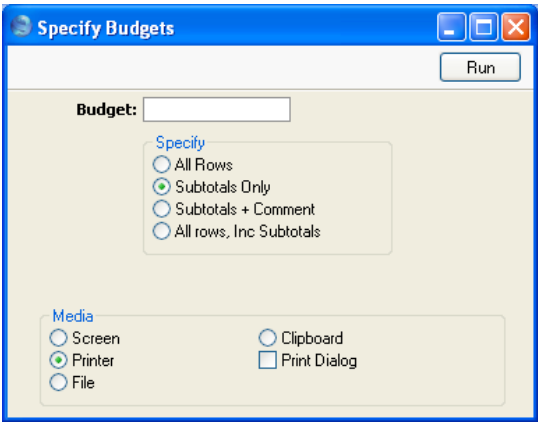 Specify Budgets
Run
Budget:
Specify
All Rows
Subtotals Only
Subtotals + Comment
All rows, Inc Subtotals
Media
Screen
Clipboard
Printer
Print Dialog
File